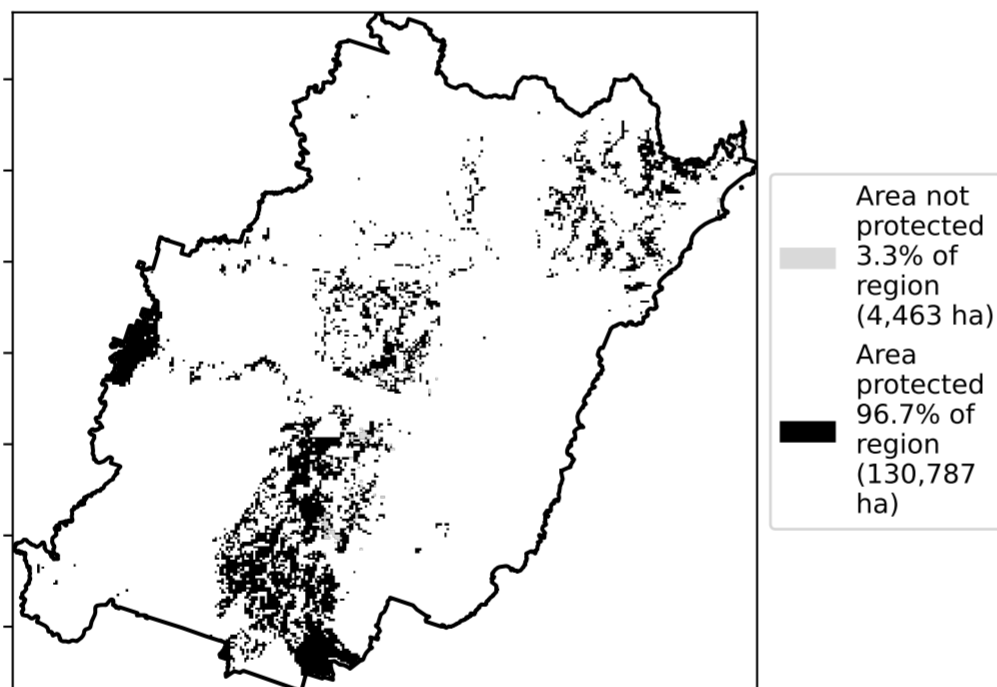 Area not
protected
3.3% of
region
(4,463 ha)
Area
protected
96.7% of
region
(130,787
ha)